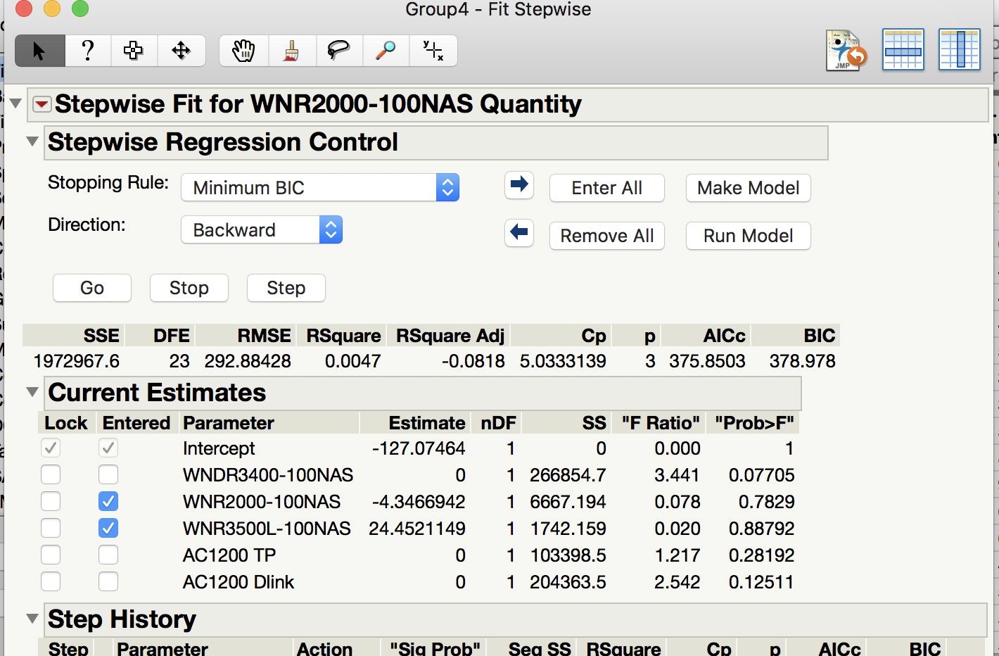 Group4 - Fit Stepwise
?
y
x
JMP
Stepwise Fit for WNR2000-100NAS Quantity
Stepwise Regression Control
Stopping Rule: Minimum BIC Enter All Make Model
Direction: Backward Remove All Run Model
Go Stop Step
SSE DFE RMSE RSquare RSquare Adj Cp p AICc BIC
1972967.6 23 292.88428 0.0047 -0.0818 5.0333139 3 375.8503 378.978
Current Estimates
Lock Entered Parameter Estimate nDF SS "F Ratio" "Prob>F"
Intercept -127.07464 1 0 0.000 1
WNDR3400-100NAS 0 1 266854.7 3.441 0.07705
WNR2000-100NAS -4.3466942 1 6667.194 0.078 0.7829
WNR3500L-100NAS 24.4521149 1 1742.159 0.020 0.88792
AC1200 TP 0 1 103398.5 1.217 0.28192
AC1200 Dlink 0 1 204363.5 2.542 0.12511
Step History
Step Parameter Action "Sig Prob" Seq SS RSquare Cp p AICc BIC